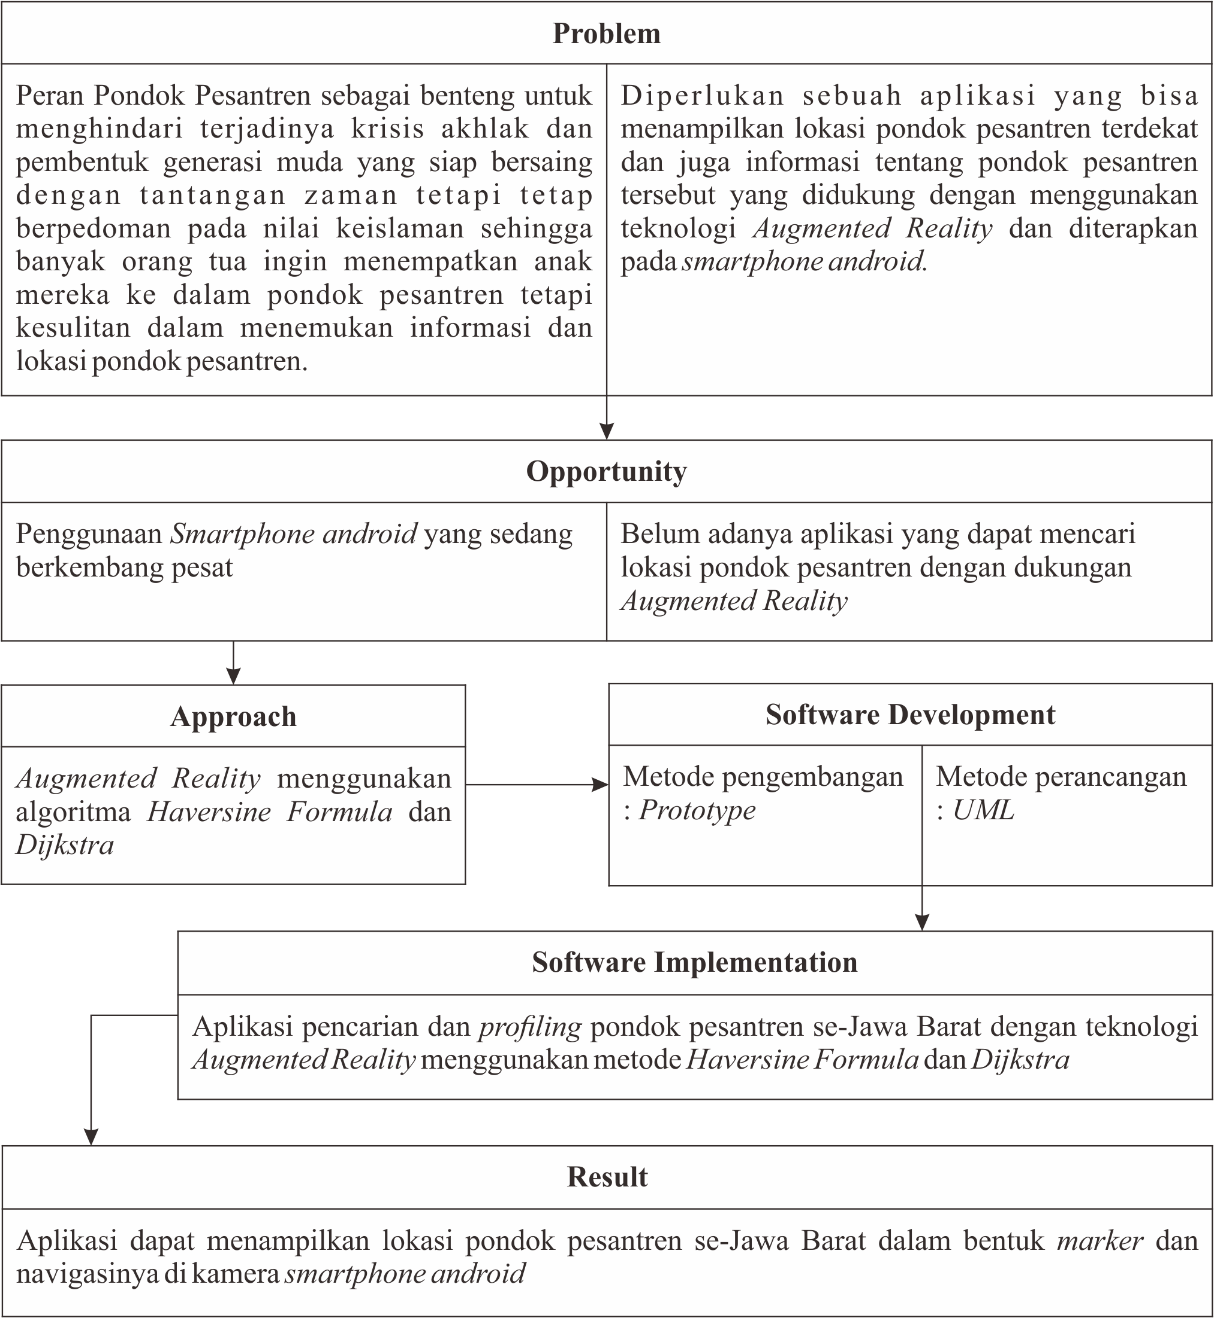 Problem
Peran Pondok Pesantren sebagai benteng untuk
menghindari terjadinya krisis akhlak dan
pembentuk generasi muda yang siap bersaing
dengan tantangan zaman tetapi tetap
berpedoman pada nilai keislaman sehingga
banyak orang tua ingin menempatkan anak
mereka ke dalam pondok pesantren tetapi
kesulitan dalam menemukan informasi dan
lokasi pondok pesantren.
Diperlukan sebuah aplikasi yang bisa
menampilkan lokasi pondok pesantren terdekat
dan juga informasi tentang pondok pesantren
tersebut yang didukung dengan menggunakan
teknologi Augmented Reality dan diterapkan
pada smartphone android.
Opportunity
Penggunaan Smartphone android yang sedang
berkembang pesat
Belum adanya aplikasi yang dapat mencari
lokasi pondok pesantren dengan dukungan
Augmented Reality
Approach
Augmented Reality menggunakan
algoritma Haversine Formula dan
Dijkstra
Software Development
Metode pengembangan
: Prototype
Metode perancangan
: UML
Software Implementation
Aplikasi pencarian dan profiling pondok pesantren se-Jawa Barat dengan teknologi
Augmented Reality menggunakan metode Haversine Formula dan Dijkstra
Result
Aplikasi dapat menampilkan lokasi pondok pesantren se-Jawa Barat dalam bentuk marker dan
navigasinya di kamera smartphone android